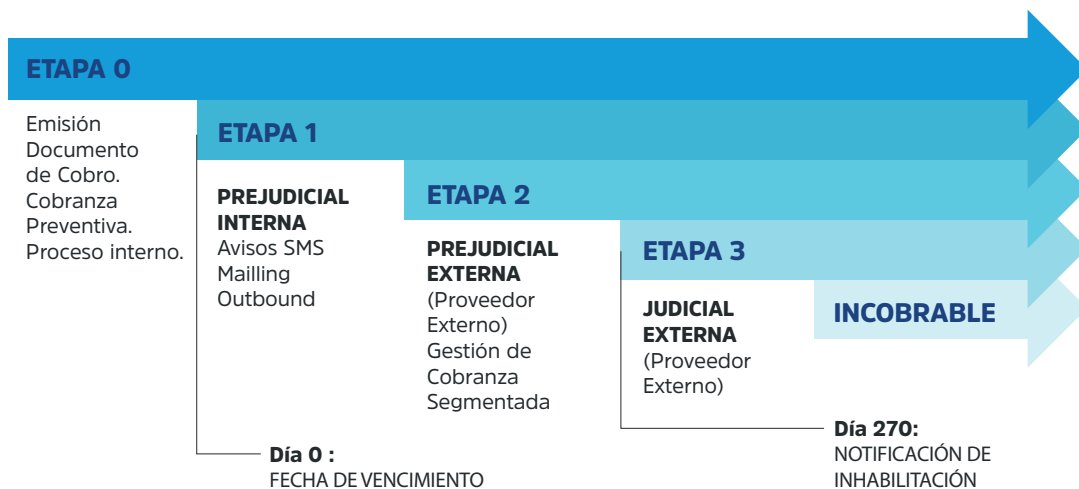 ETAPA 0
Emisión
Documento
de Cobro.
Cobranza
Preventiva.
Proceso interno.
ETAPA 1
PREJUDICIAL
INTERNA
Avisos SMS
Mailling
Outbound
ETAPA 2
PREJUDICIAL
EXTERNA
(Proveedor
Externo)
Gestión de
Cobranza
Segmentada
ETAPA 3
JUDICIAL
EXTERNA
(Proveedor
Externo)
INCOBRABLE
Día 0 :
FECHA DE VENCIMIENTO
Día 270:
NOTIFICACIÓN DE
INHABILITACIÓN